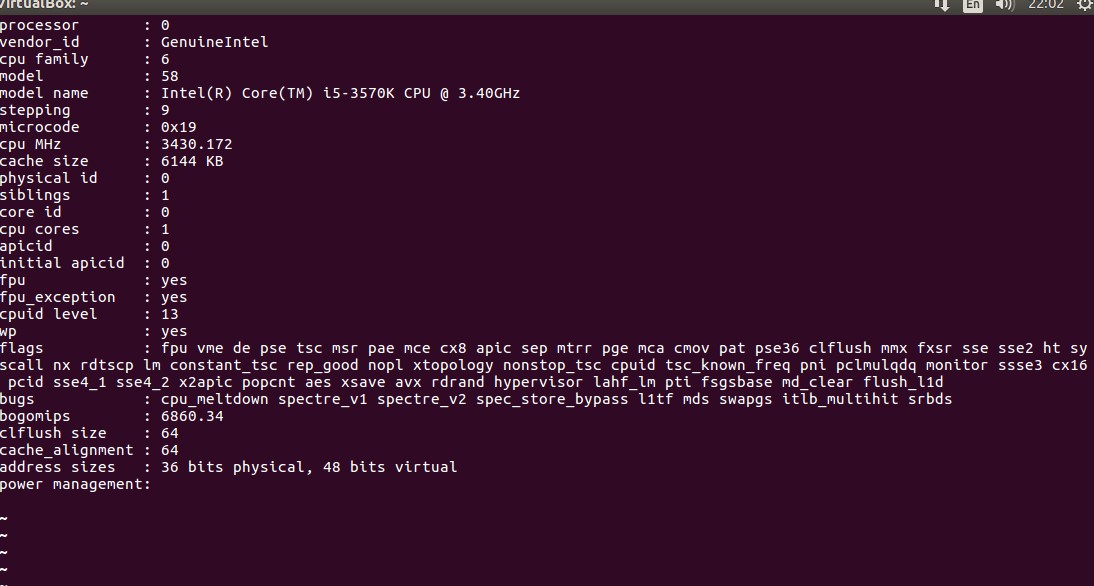 VirtualBox: ~ En 22:02
processor : 0
vendor_id : GenuineIntel
cpu family : 6
model : 58
model name : Intel(R) Core(TM) i5-3570K CPU @ 3.40GHz
stepping : 9
microcode : 0x19
cpu MHz : 3430.172
cache size : 6144 KB
physical id : 0
siblings : 1
core id : 0
cpu cores : 1
apicid : 0
initial apicid : 0
fpu : yes
fpu_exception : yes
cpuid level : 13
wp : yes
flags : fpu vme de pse tsc msr pae mce cx8 apic sep mtrr pge mca cmov pat pse36 clflush mmx fxsr sse sse2 ht sy
scall nx rdtscp lm constant_tsc rep_good nopl xtopology nonstop_tsc cpuid tsc_known_freq pni pclmulqdq monitor ssse3 cx16
pcid sse4_1 sse4_2 x2apic popcnt aes xsave avx rdrand hypervisor lahf_lm pti fsgsbase md_clear flush_l1d
bugs : cpu_meltdown spectre_v1 spectre_v2 spec_store_bypass l1tf mds swapgs itlb_multihit srbds
bogomips : 6860.34
clflush size : 64
cache_alignment : 64
address sizes : 36 bits physical, 48 bits virtual
power management:
~
~
~
~
~